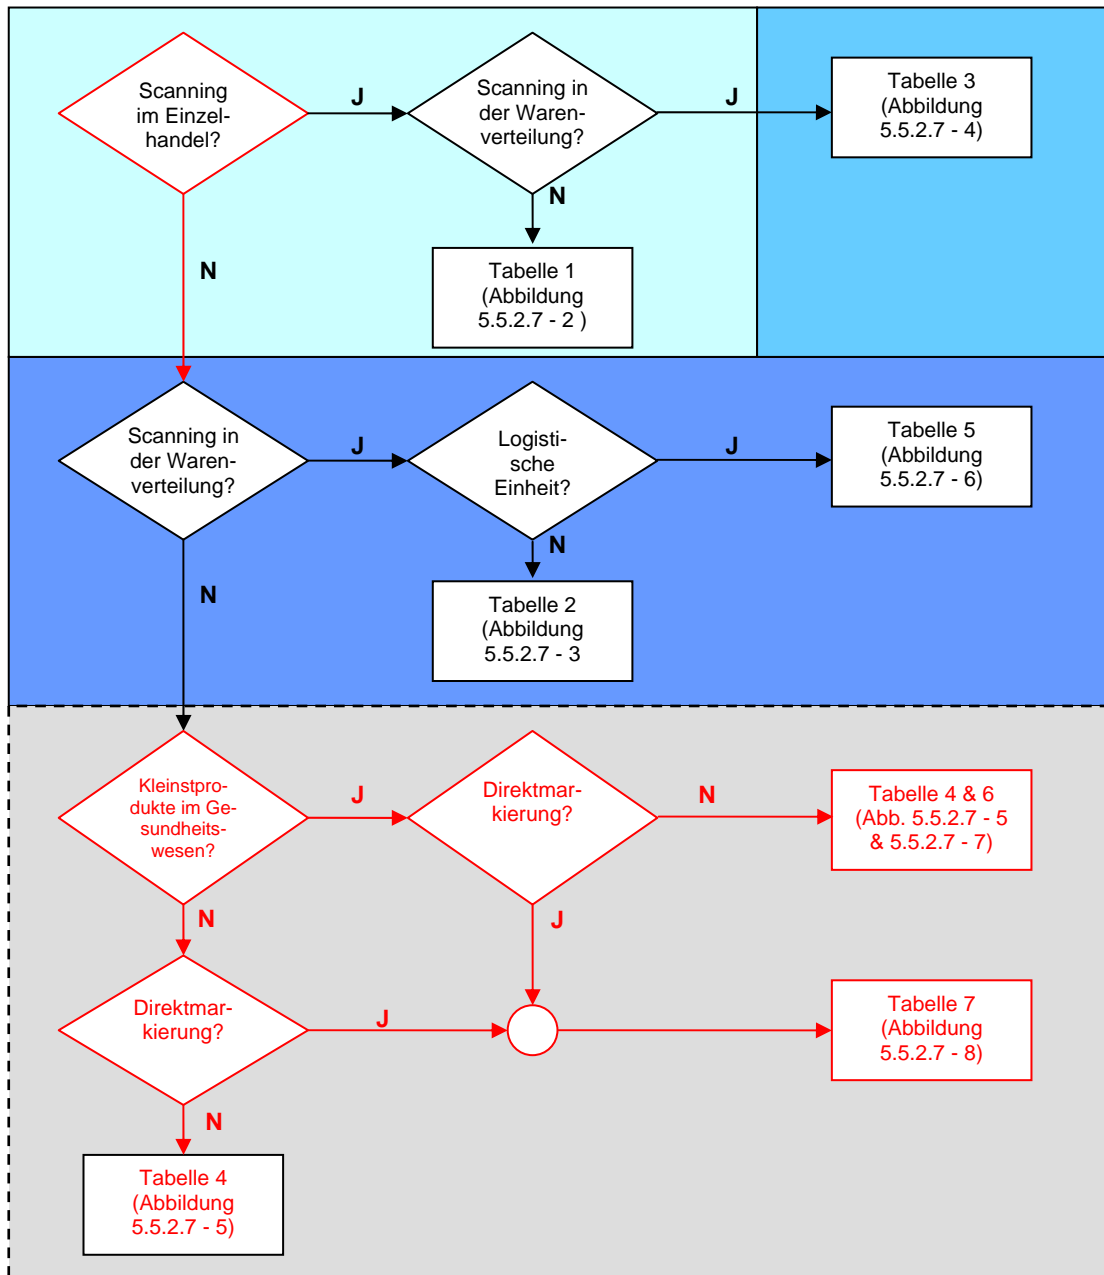 Scanning
im Einzel-
handel?
J
Scanning in
der Waren-
verteilung?
J
Tabelle 3
(Abbildung
5.5.2.7 - 4)
N
N
Tabelle 1
(Abbildung
5.5.2.7 - 2 )
Scanning in
der Waren-
verteilung?
J
Logisti-
sche
Einheit?
J
Tabelle 5
(Abbildung
5.5.2.7 - 6)
N
N
Tabelle 2
(Abbildung
5.5.2.7 - 3
Kleinstpro-
dukte im Ge-
sundheits-
wesen?
J
Direktmar-
kierung?
N
Tabelle 4 & 6
(Abb. 5.5.2.7 - 5
& 5.5.2.7 - 7)
N
J
Direktmar-
kierung?
J
Tabelle 7
(Abbildung
5.5.2.7 - 8)
N
Tabelle 4
(Abbildung
5.5.2.7 - 5)